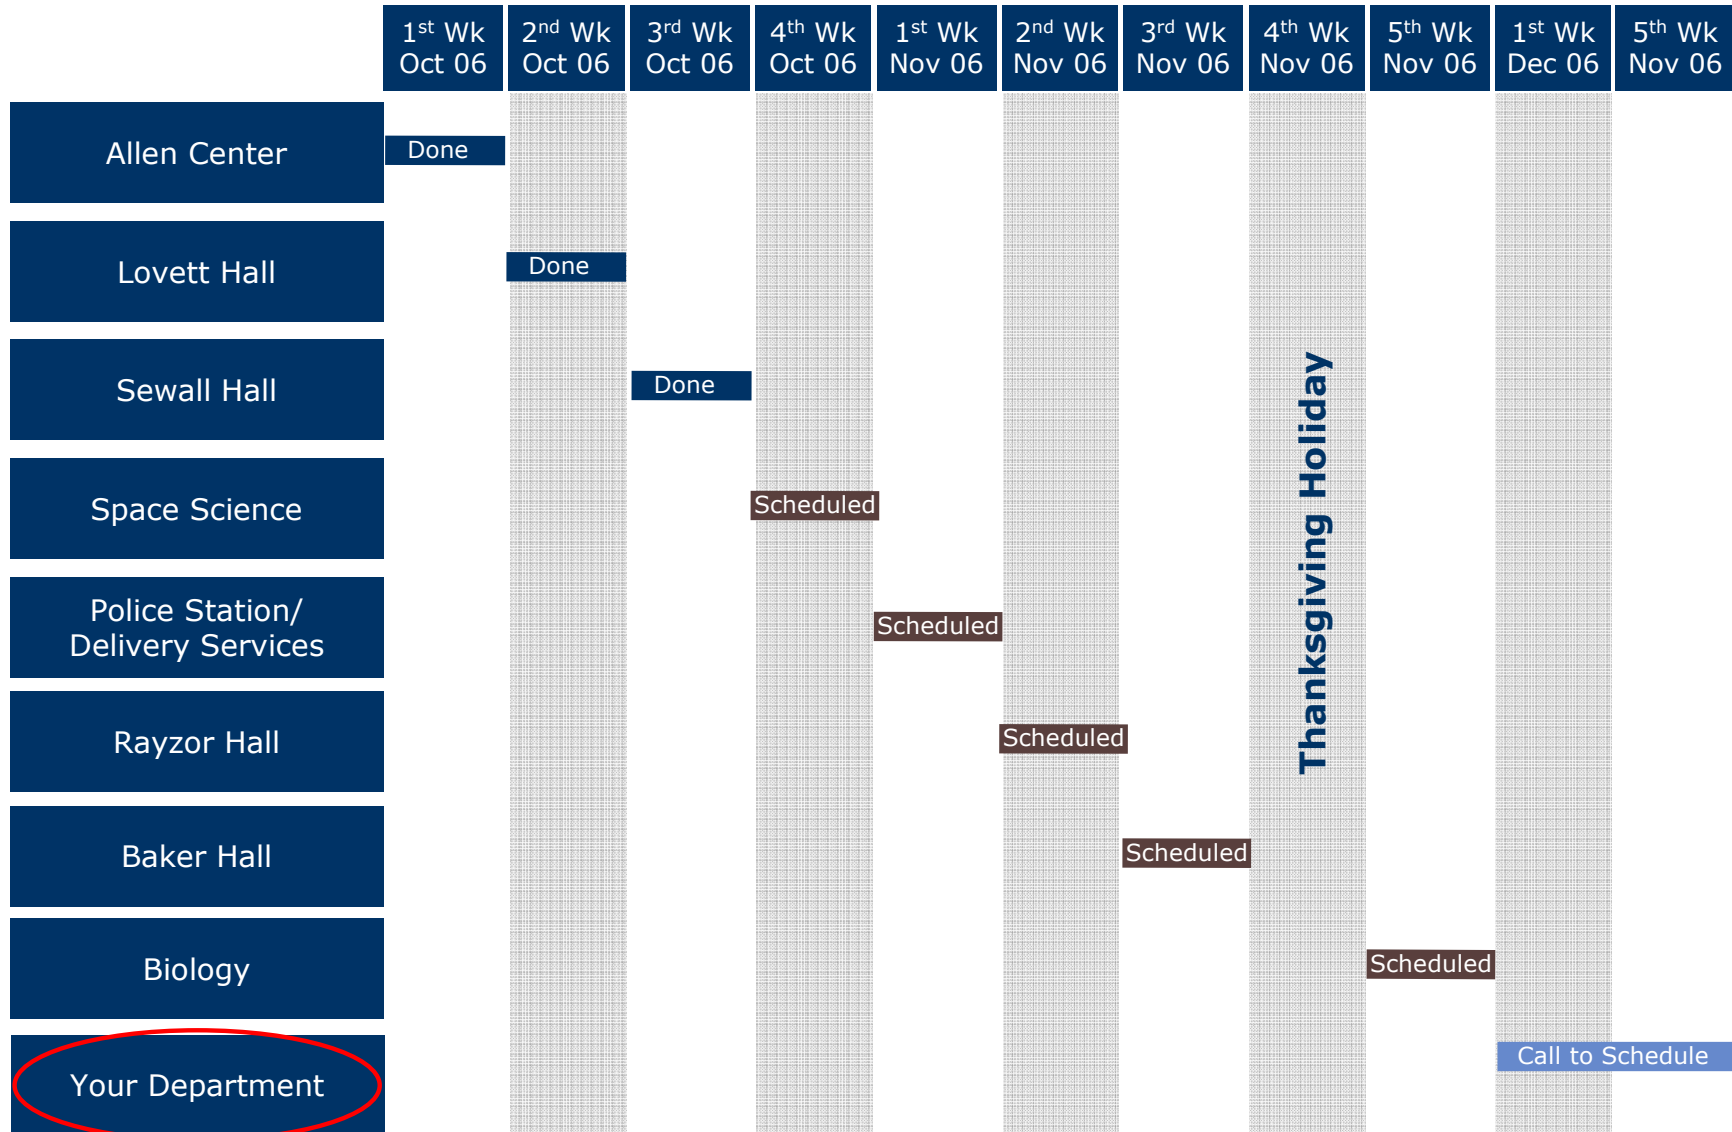 1st Wk Oct 06
2nd Wk Oct 06
3rd Wk Oct 06
4th Wk Oct 06
1st Wk Nov 06
2nd Wk Nov 06
3rd Wk Nov 06
4th Wk Nov 06
5th Wk Nov 06
1st Wk Dec 06
5th Wk Nov 06
Allen Center
Done
Lovett Hall
Done
Sewall Hall
Done
Space Science
Scheduled
Police Station/
Delivery Services
Scheduled
Rayzor Hall
Scheduled
Baker Hall
Scheduled
Thanksgiving Holiday
Biology
Scheduled
Your Department
Call to Schedule